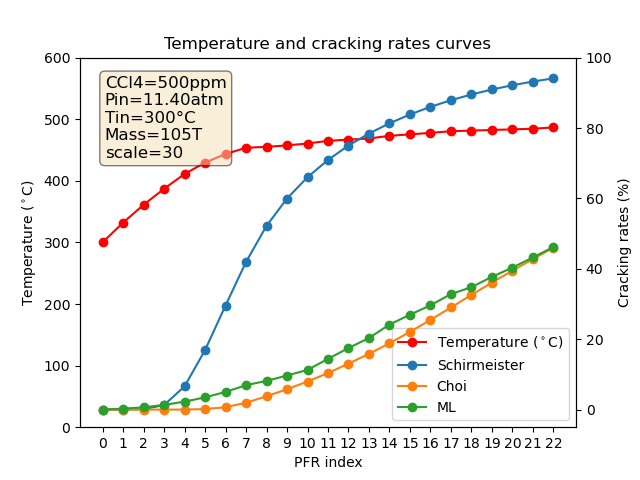 Temperature and cracking rates curves
CCl4=500ppm
Pin=11.40atm
Tin=300°C
Mass=105T
scale=30
Temperature (°C)
600
500
400
300
200
100
0
Cracking rates (%)
100
80
60
40
20
0
Temperature (°C)
Schirmeister
Choi
ML
0 1 2 3 4 5 6 7 8 9 10 11 12 13 14 15 16 17 18 19 20 21 22
PFR index